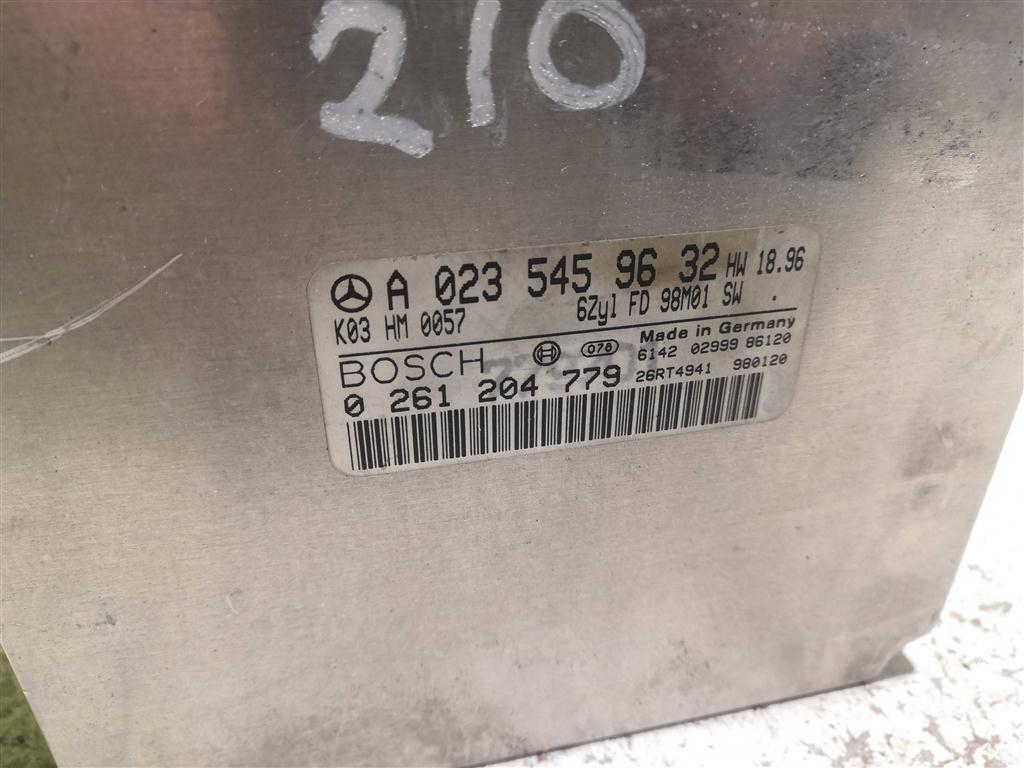 210
A 023 545 96 32 HW 18.96
K03 HM 0057 6Zyl FD 98M01 SW .
BOSCH 078 Made in Germany
6142 02999 86120
0 261 204 779 26RT4941 980120